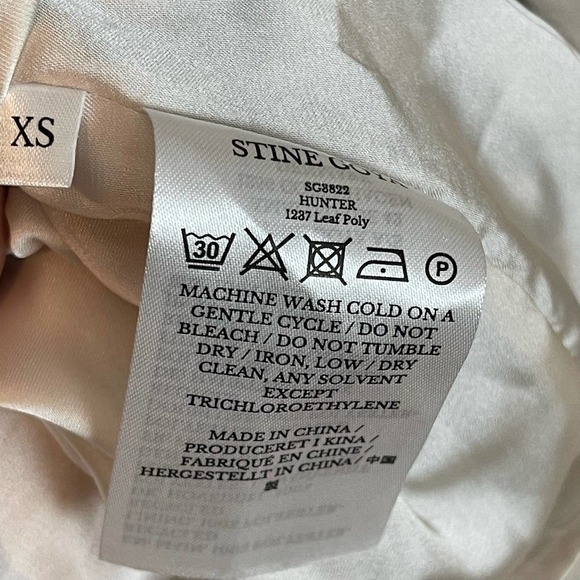 XS
STINE
SG3822
HUNTER
1237 Leaf Poly
30 P
MACHINE WASH COLD ON A
GENTLE CYCLE / DO NOT
BLEACH / DO NOT TUMBLE
DRY / IRON, LOW / DRY
CLEAN, ANY SOLVENT
EXCEPT
TRICHLOROETHYLENE
MADE IN CHINA /
PRODUCERET I KINA /
FABRIQUÉ EN CHINE /
HERGESTELLT IN CHINA / 中国
製